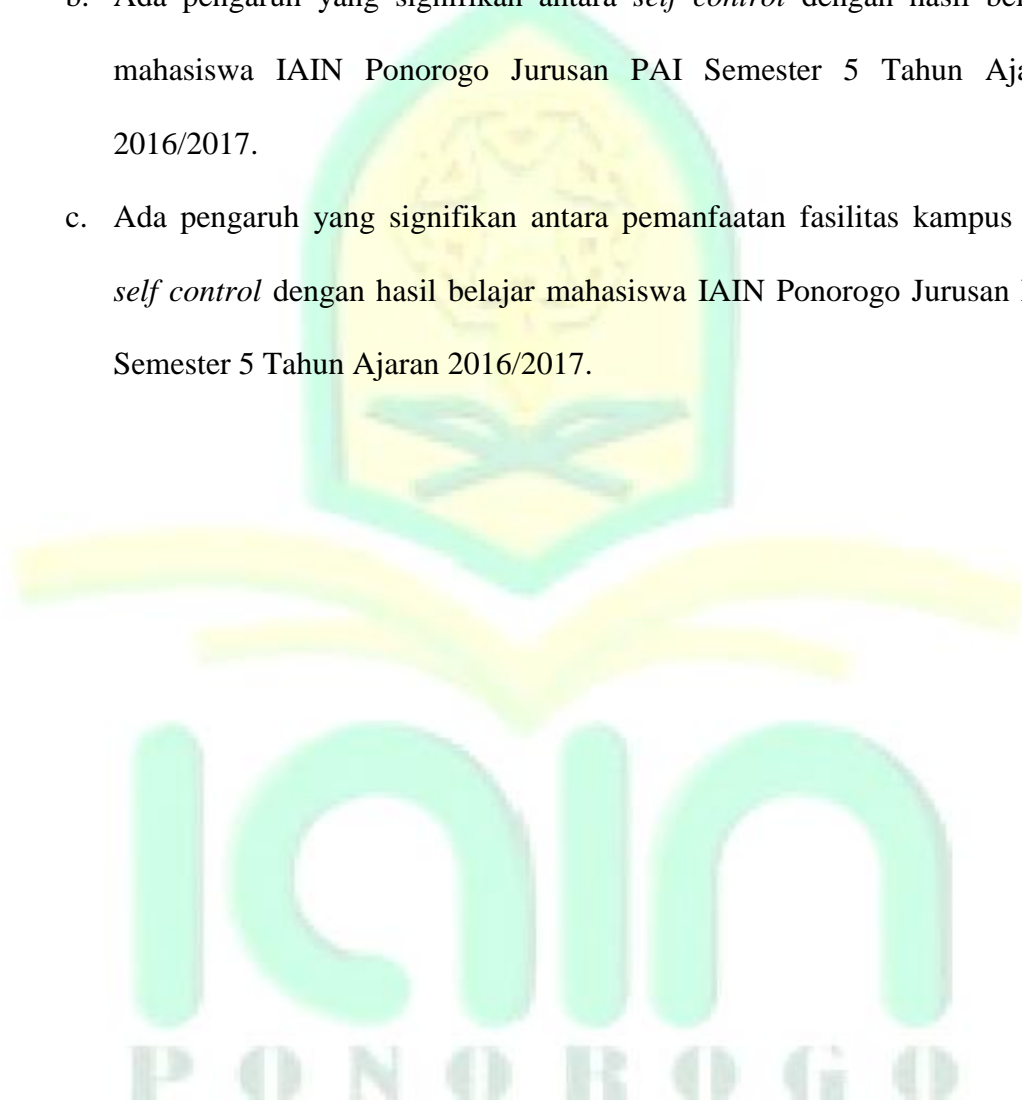 b. Ada pengaruh yang signifikan antara self control dengan hasil
mahasiswa IAIN Ponorogo Jurusan PAI Semester 5 Tahun
2016/2017.
c. Ada pengaruh yang signifikan antara pemanfaatan fasilitas kampus
self control dengan hasil belajar mahasiswa IAIN Ponorogo Jurusan
Semester 5 Tahun Ajaran 2016/2017.
iain
PONOROGO